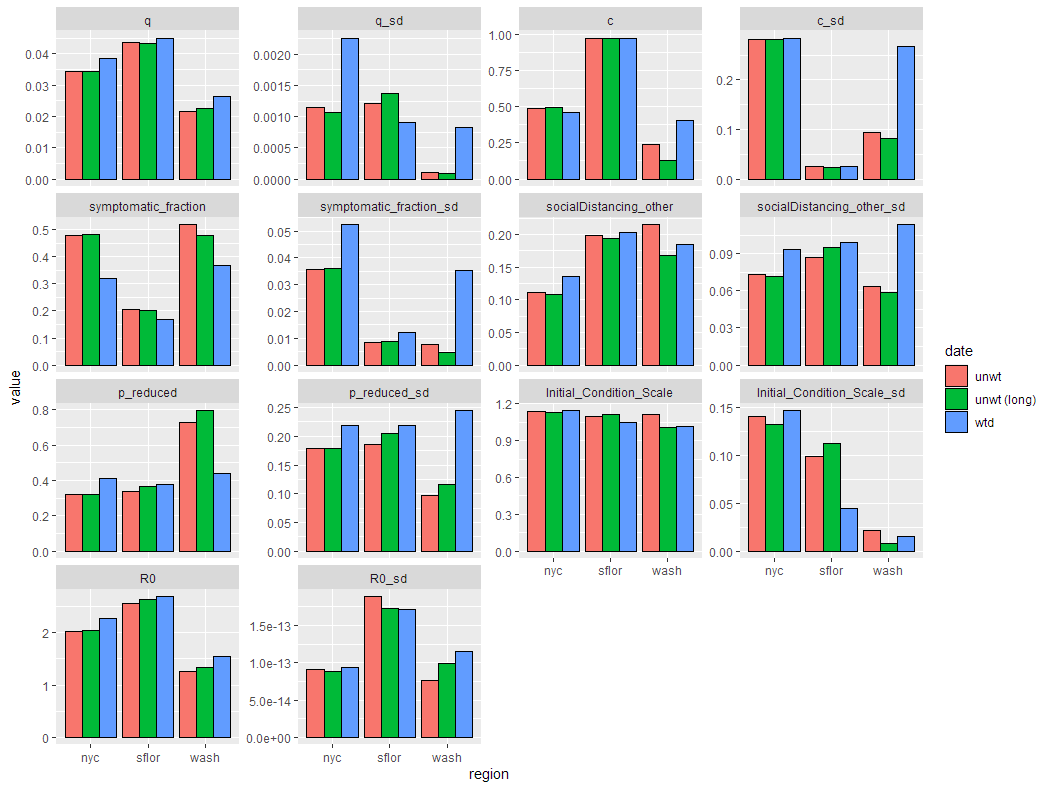 q q_sd c c_sd
0.04 0.0020 1.00 0.2
0.03 0.0015 0.75 0.1
0.02 0.0010 0.50 0.0
0.01 0.0005 0.25
0.00 0.0000 0.00
symptomatic_fraction symptomatic_fraction_sd socialDistancing_other socialDistancing_other_sd
0.5 0.05 0.20 0.09
0.4 0.04 0.15 0.06
0.3 0.03 0.10 0.03
0.2 0.02 0.05 0.00
0.1 0.01 0.00
0.0 0.00
p_reduced p_reduced_sd Initial_Condition_Scale Initial_Condition_Scale_sd
0.8 0.25 1.2 0.15
0.6 0.20 0.9 0.10
0.4 0.15 0.6 0.05
0.2 0.10 0.3 0.00
0.0 0.05 0.0
0.00
nyc sflor wash nyc sflor wash
R0 R0_sd
2 1.5e-13
1 1.0e-13
0 5.0e-14
0.0e+00
nyc sflor wash nyc sflor wash
region
value
date
unwt
unwt (long)
wtd